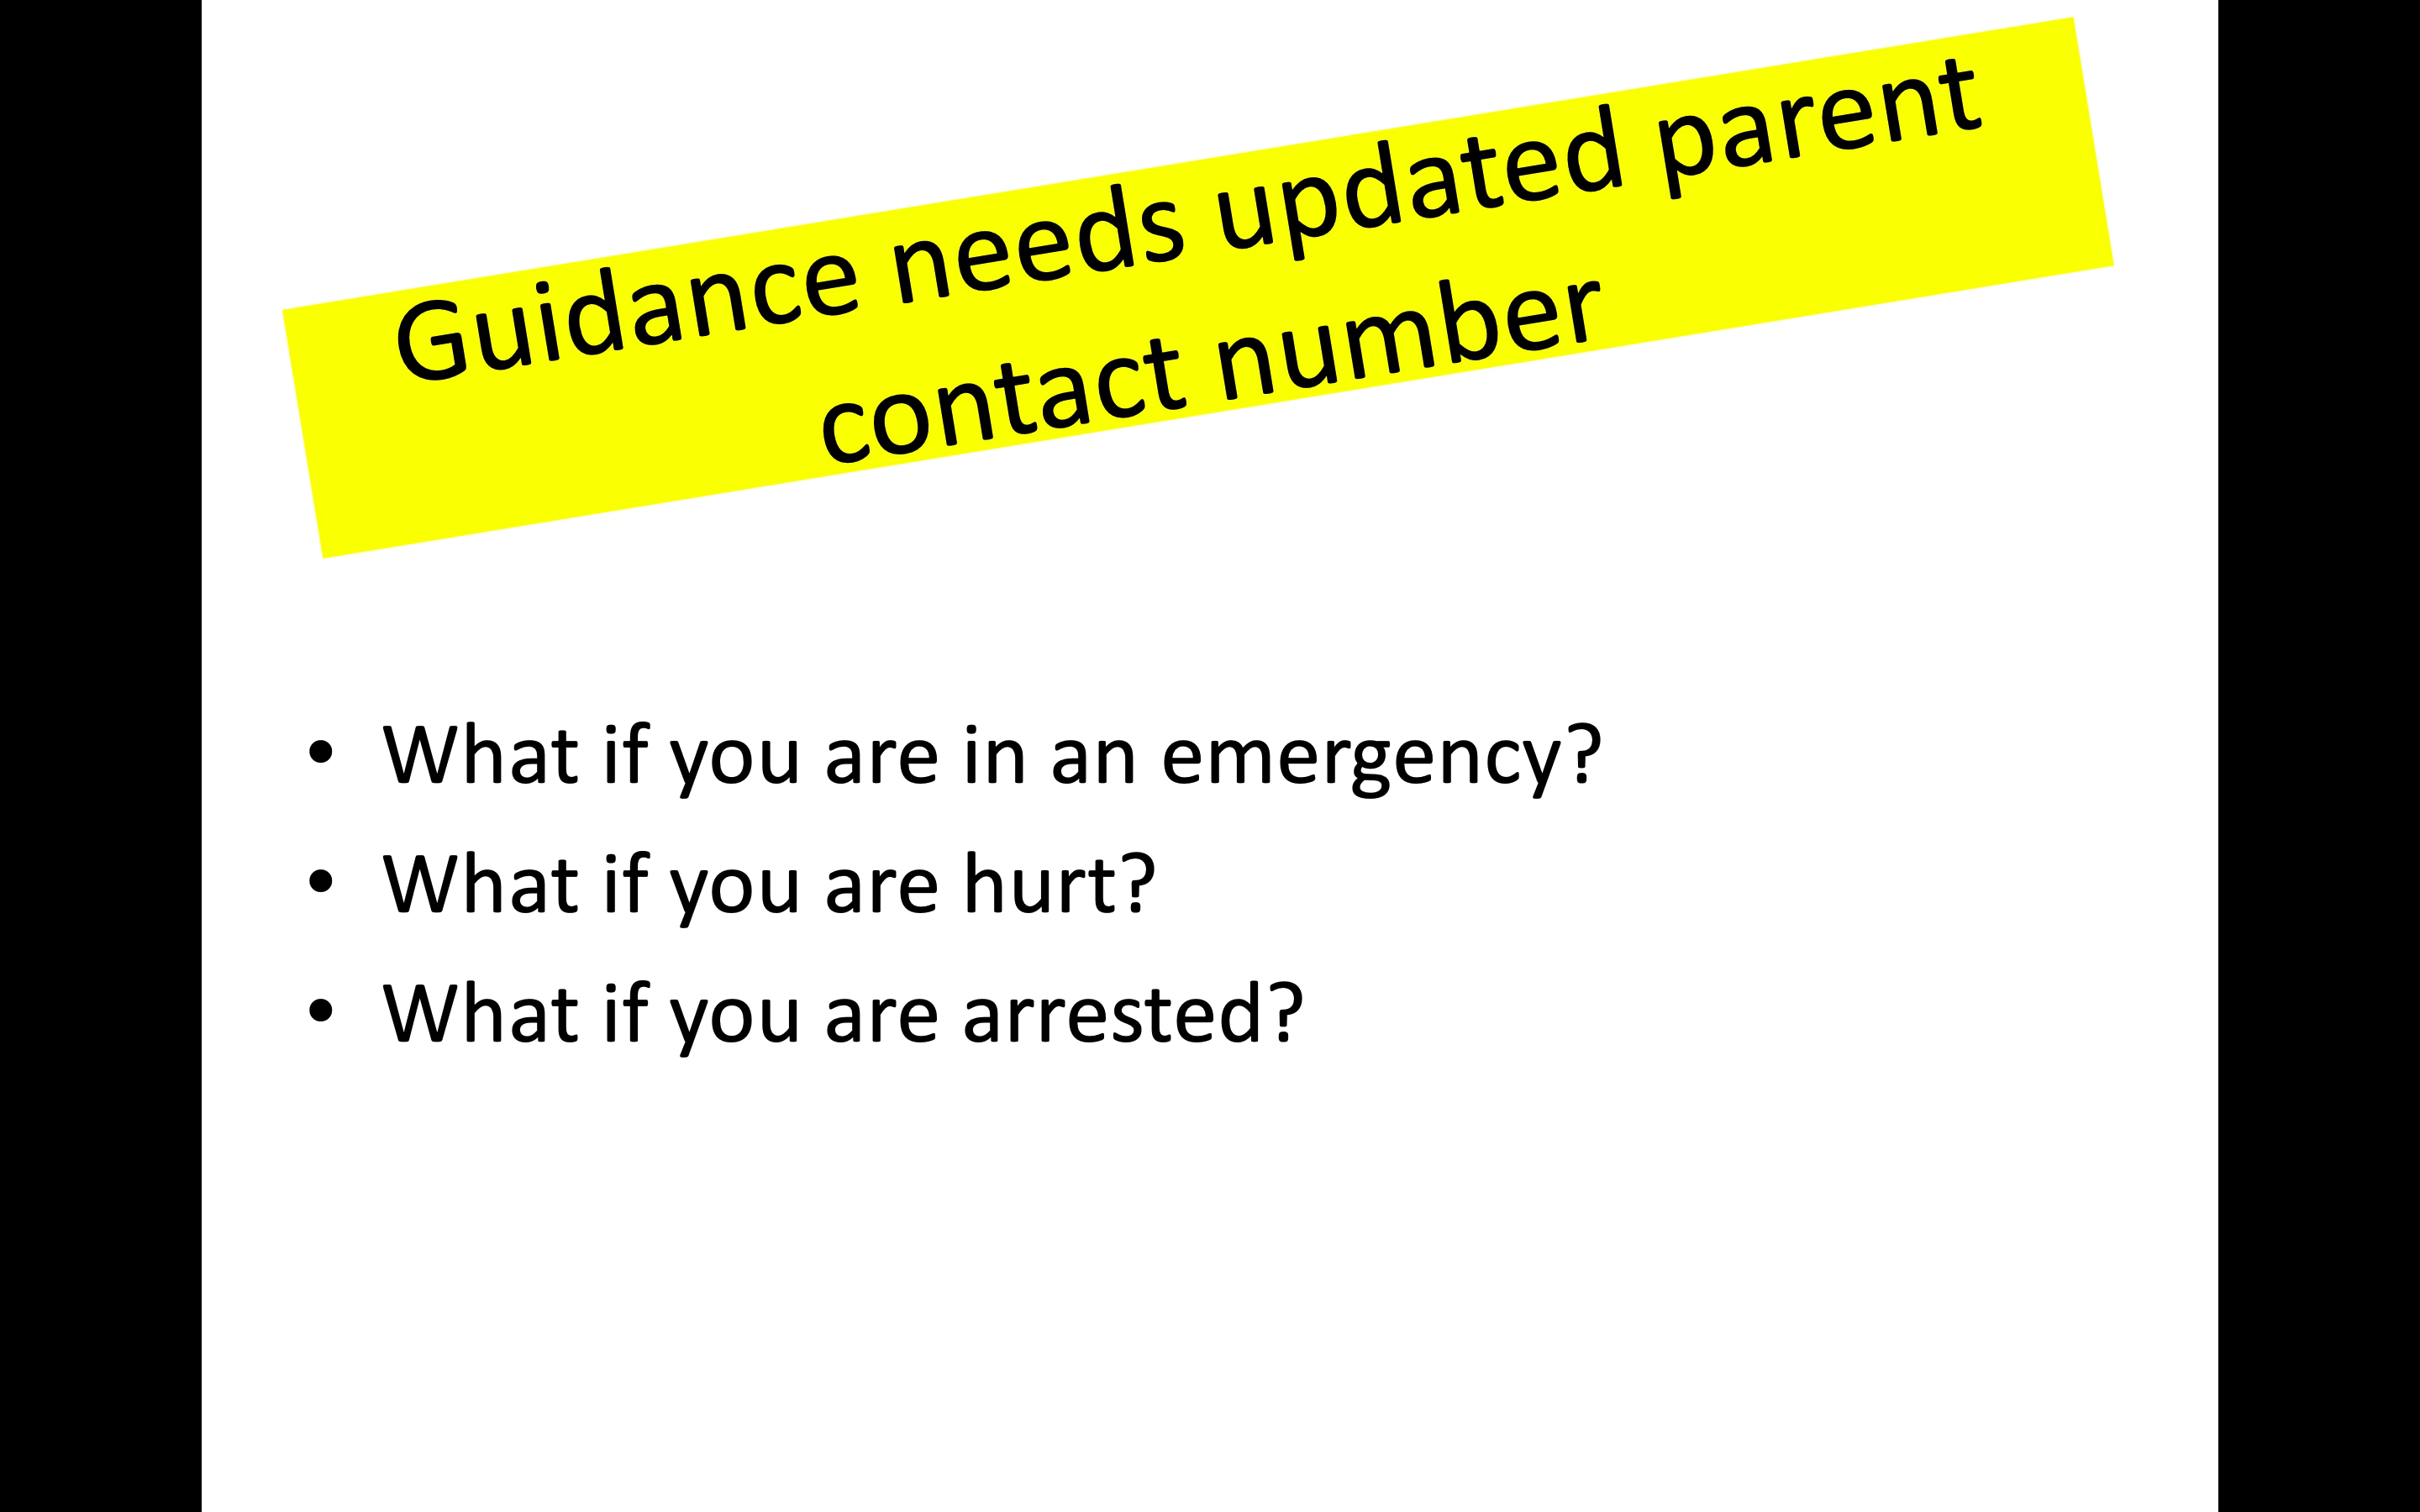 Guidance needs updated parent
contact number
• What if you are in an emergency?
• What if you are hurt?
• What if you are arrested?